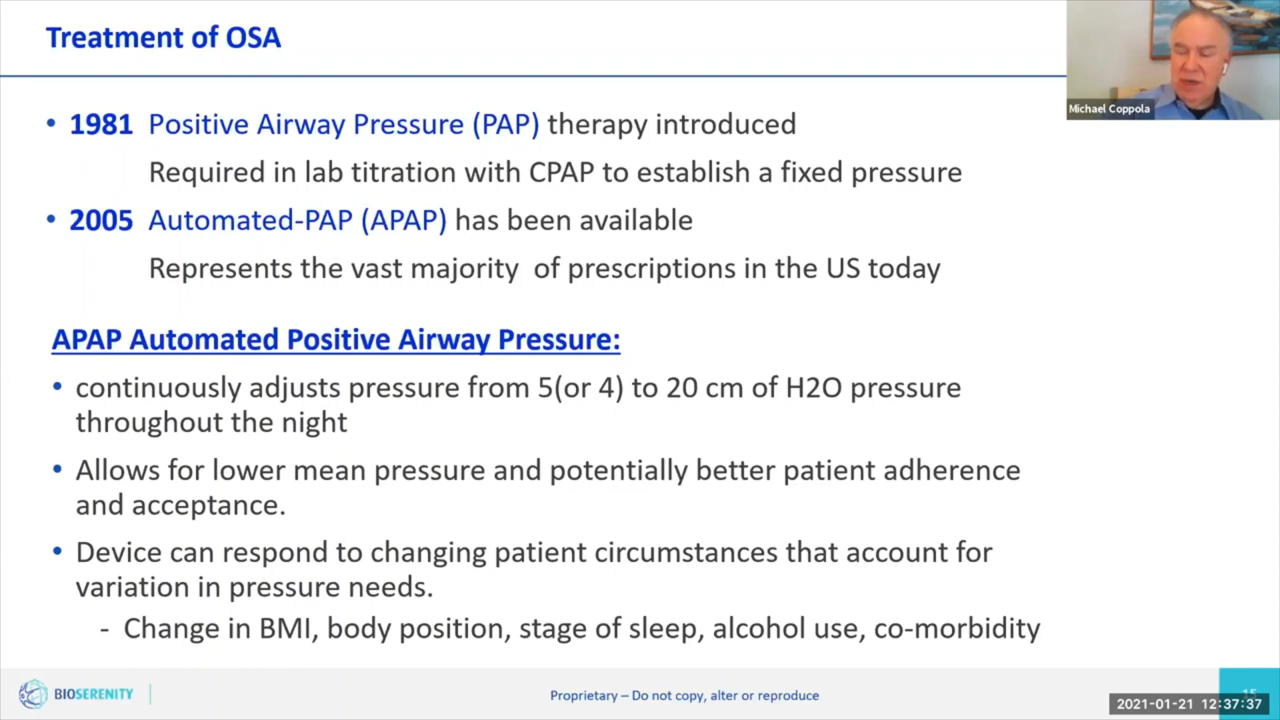 Treatment of OSA
Michael Coppola
• 1981 Positive Airway Pressure (PAP) therapy introduced
Required in lab titration with CPAP to establish a fixed pressure
• 2005 Automated-PAP (APAP) has been available
Represents the vast majority of prescriptions in the US today
APAP Automated Positive Airway Pressure:
• continuously adjusts pressure from 5(or 4) to 20 cm of H2O pressure
throughout the night
• Allows for lower mean pressure and potentially better patient adherence
and acceptance.
• Device can respond to changing patient circumstances that account for
variation in pressure needs.
- Change in BMI, body position, stage of sleep, alcohol use, co-morbidity
BIOSERENITY
Proprietary – Do not copy, alter or reproduce
15
2021-01-21 12:37:37